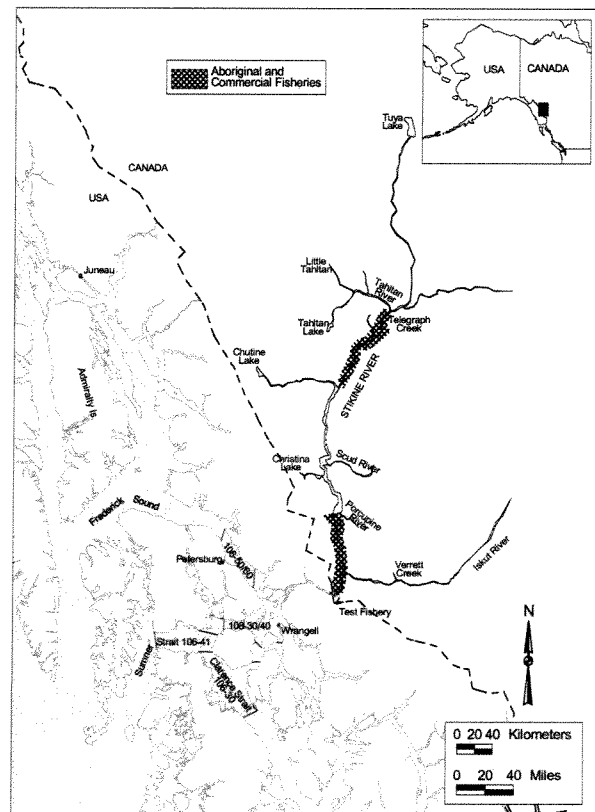 Aboriginal and
Commercial Fisheries
USA
CANADA
Tuya
Lake
CANADA
USA
Juneau
Little
Tahltan
Tahltan
River
Tahltan
Lake
Telegraph
Creek
Chutine
Lake
STIKINE RIVER
Admiralty Is.
Scud River
Christina
Lake
Porcupine
River
Frederick Sound
Petersburg
Iskut River
Verrett
Creek
Test Fishery
108-30/40
Wrangell
Sumner
Strait 106-41
Clarence Strait
106-30
N
0 20 40 Kilometers
0 20 40 Miles